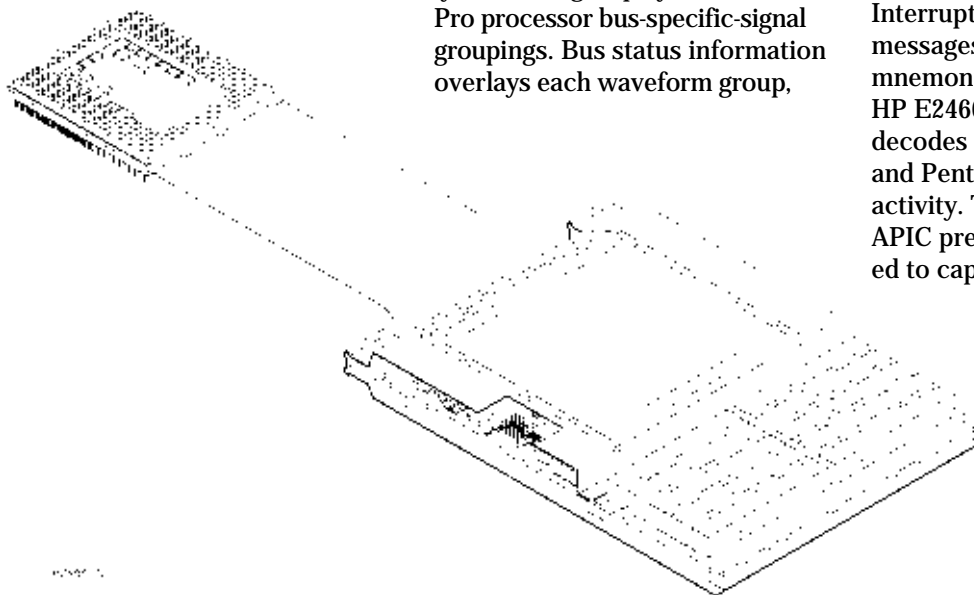 Pro processor bus-specific-signal
groupings. Bus status information
overlays each waveform group,
Interrupt
messages
mnemon
HP E246
decodes
and Pent
activity.
APIC pre
ed to cap